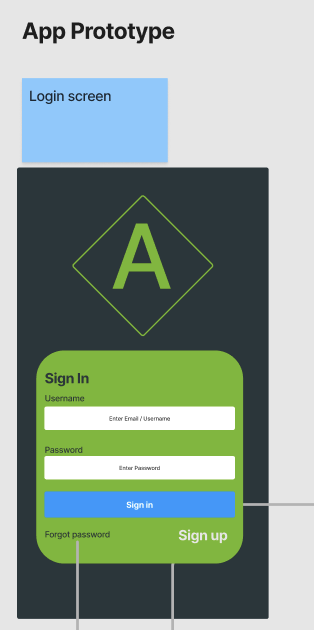 App Prototype
Login screen
A
Sign In
Username
Enter Email / Username
Password
Enter Password
Sign in
Forgot password
Sign up